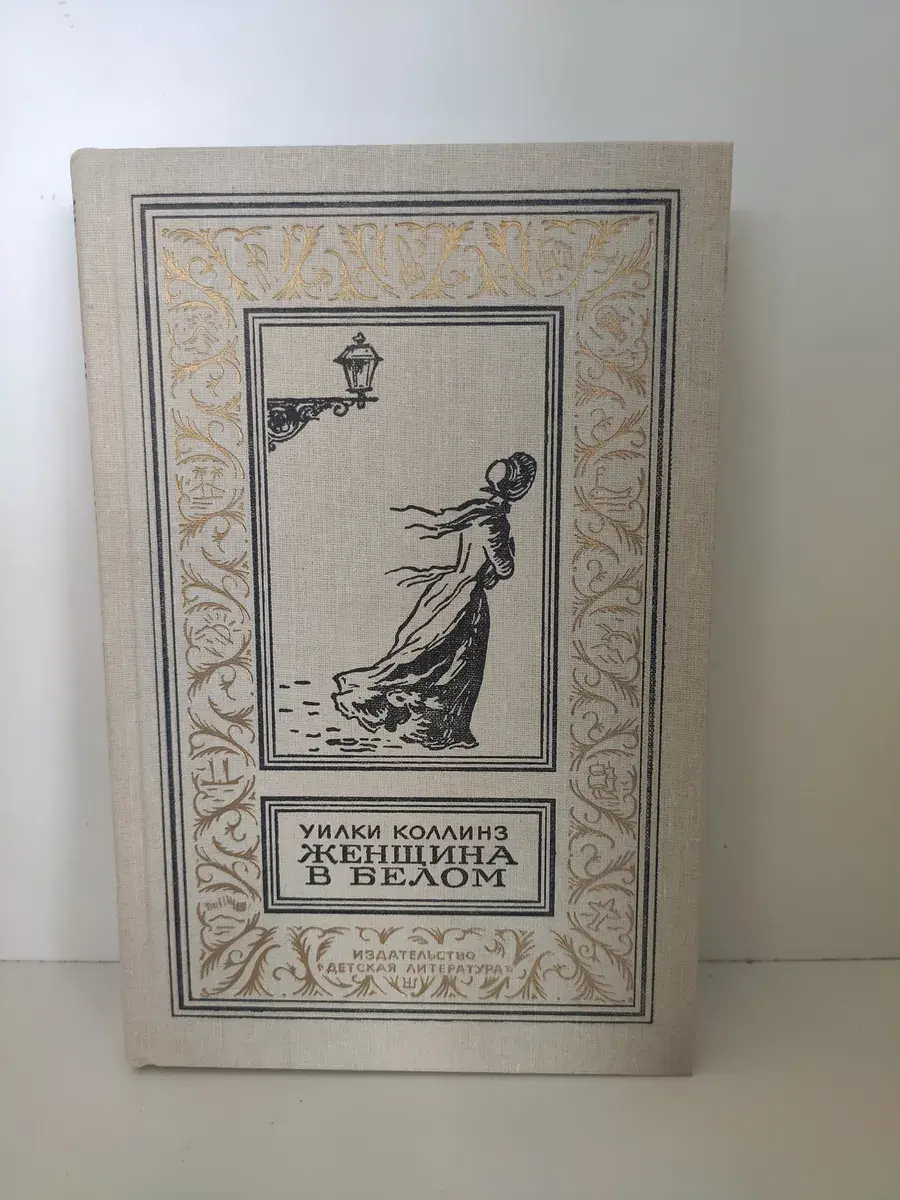 УИЛКИ КОЛЛИНЗ
ЖЕНЩИНА
В БЕЛОМ
ИЗДАТЕЛЬСТВО
"ДЕТСКАЯ ЛИТЕРАТУРА"